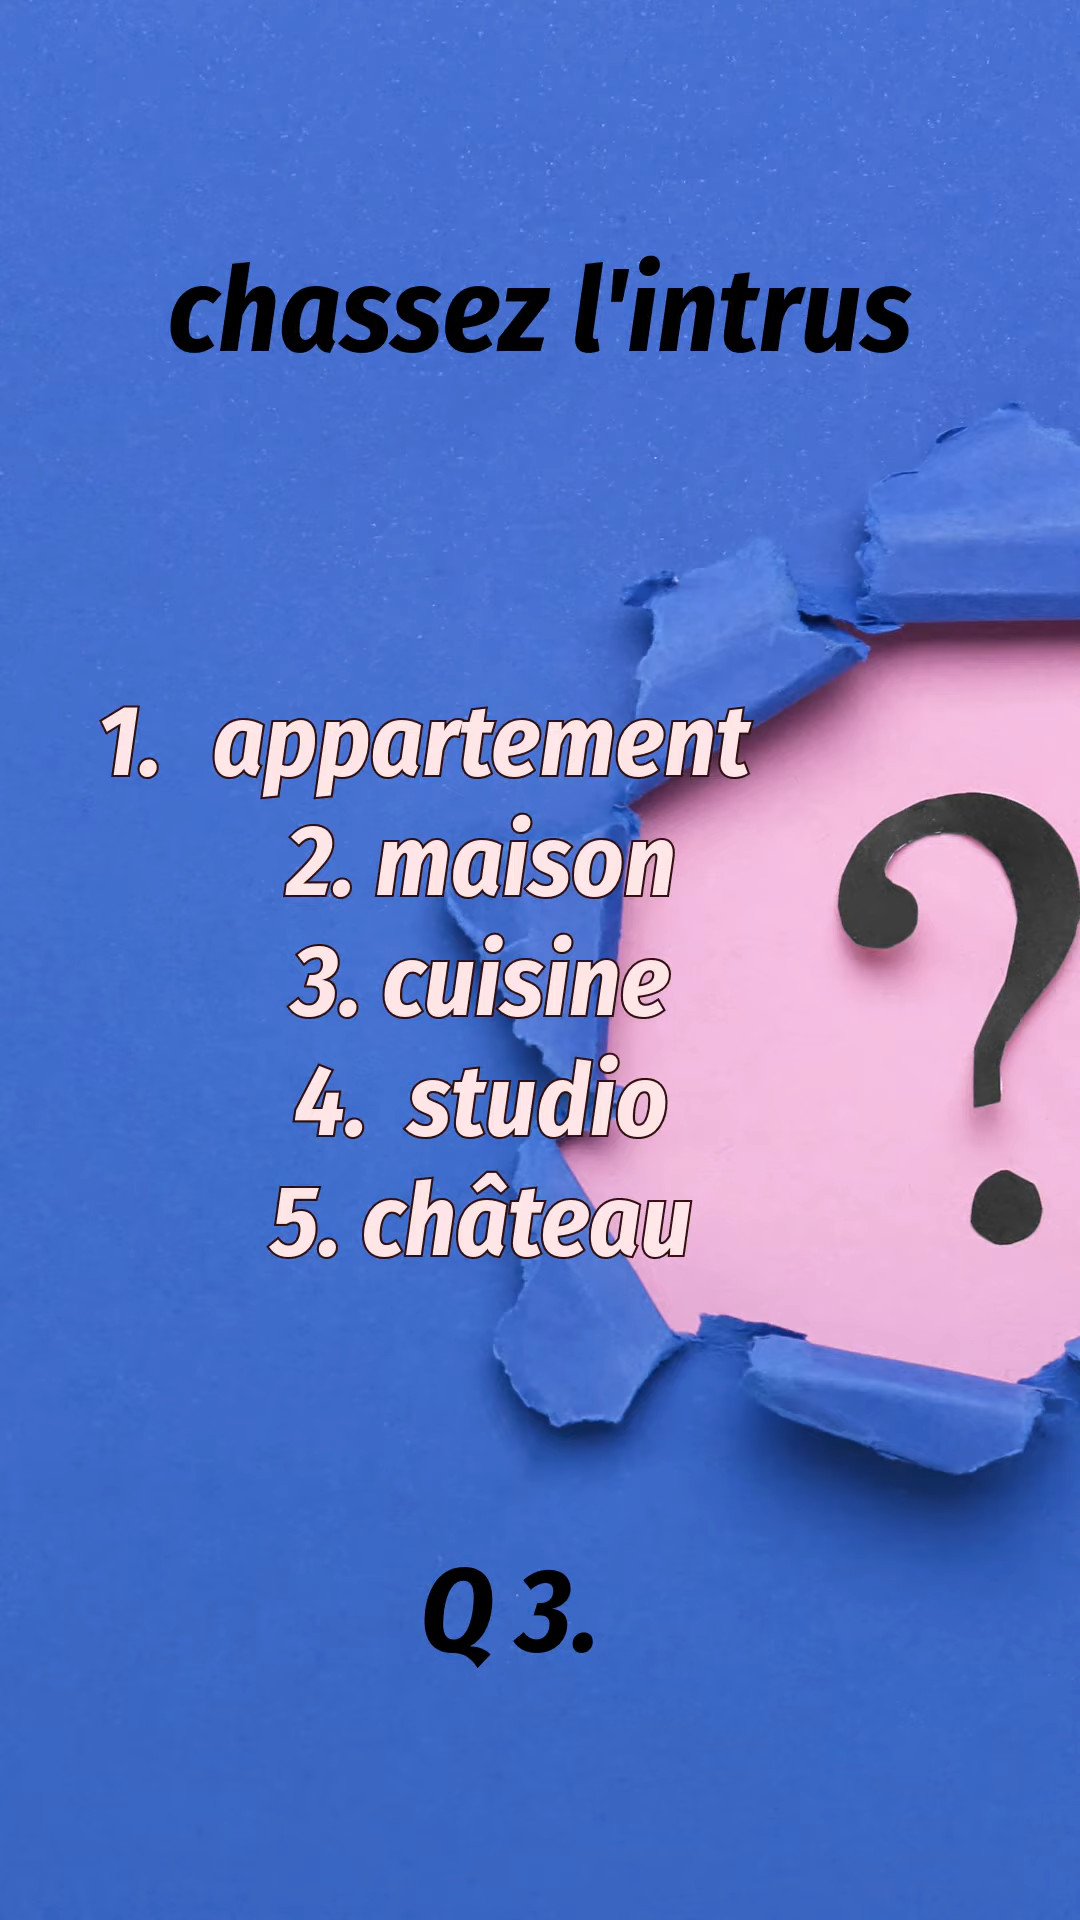 chassez l'intrus
1. appartement
2. maison
3. cuisine
4. studio
5. château
?
Q 3.